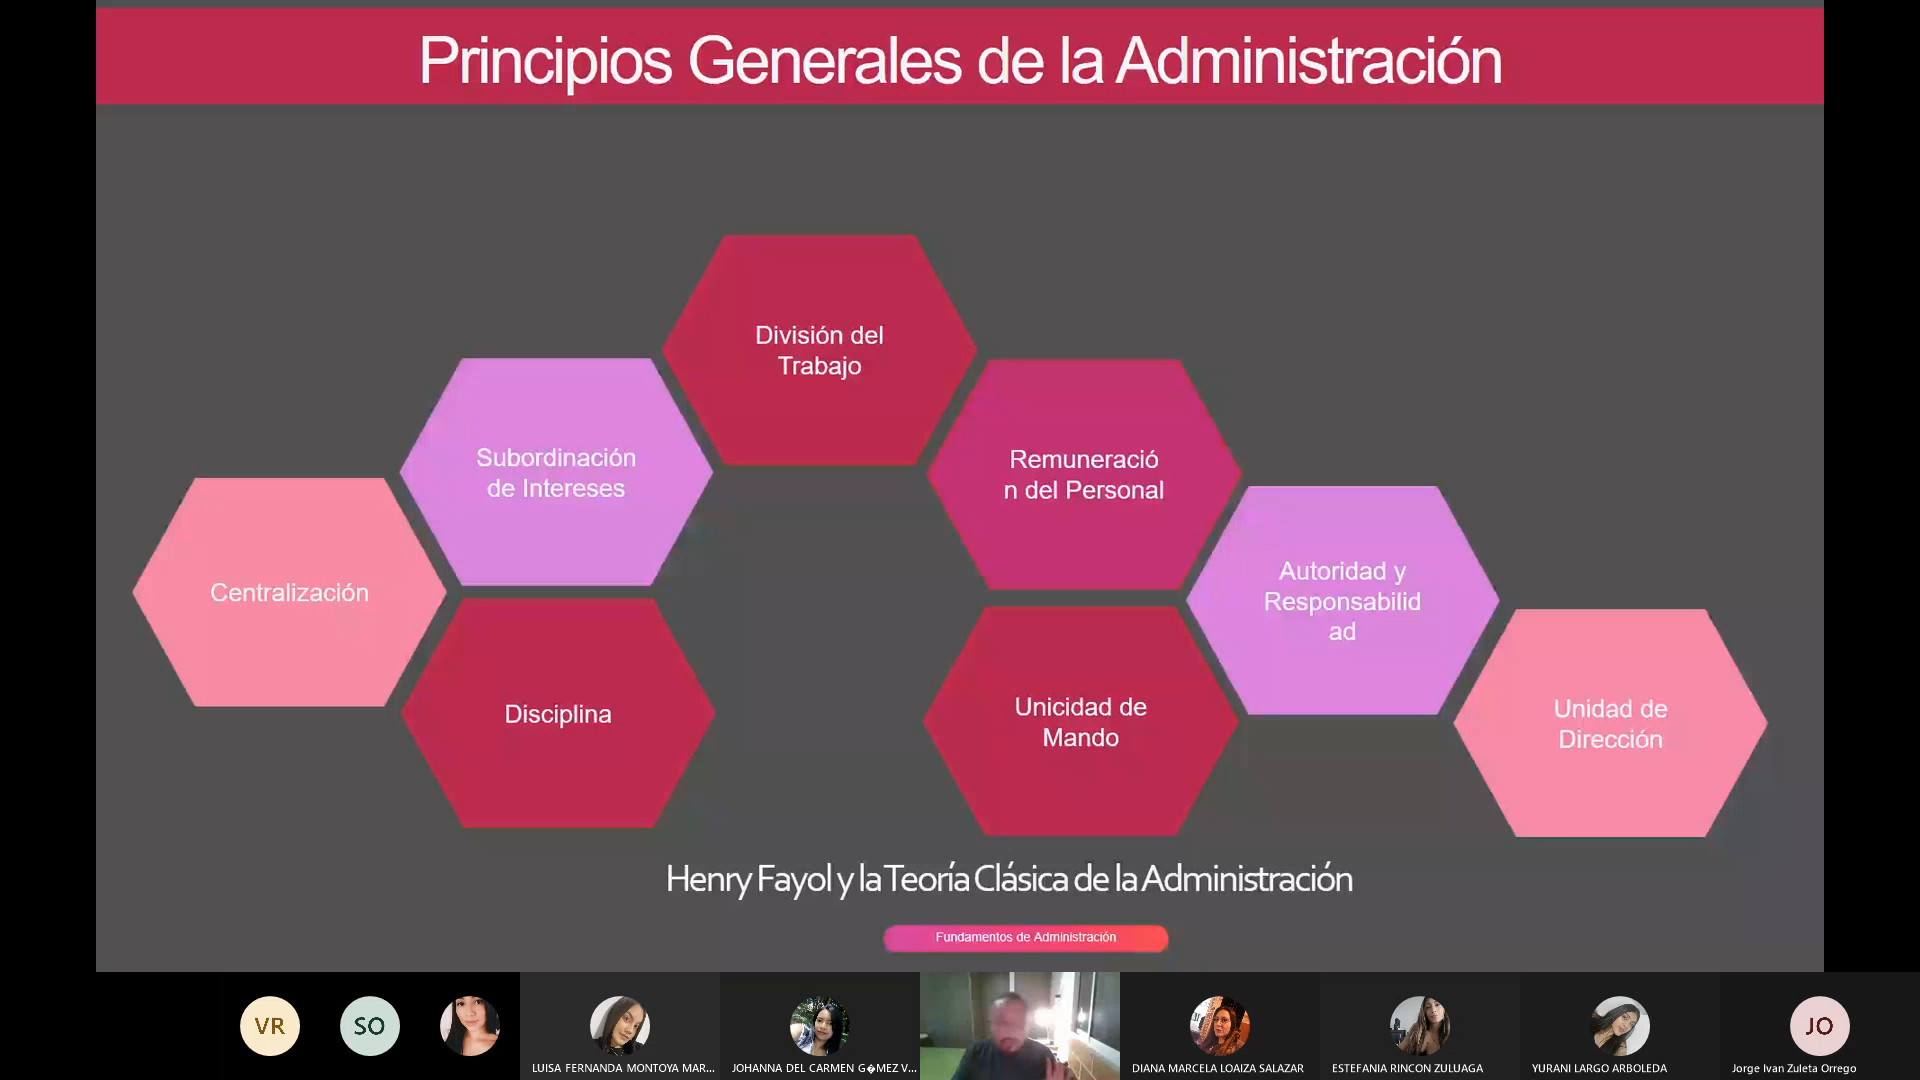 Principios Generales de la Administración
División del
Trabajo
Subordinación
de Intereses
Remuneració
n del Personal
Centralización
Autoridad y
Responsabilid
ad
Disciplina
Unicidad de
Mando
Unidad de
Dirección
Henry Fayol y la Teoría Clásica de la Administración
Fundamentos de Administración
VR
SO
JO
LUISA FERNANDA MONTOYA MAR...
JOHANNA DEL CARMEN G�MEZ V...
DIANA MARCELA LOAIZA SALAZAR
ESTEFANIA RINCON ZULUAGA
YURANI LARGO ARBOLEDA
Jorge Ivan Zuleta Orrego